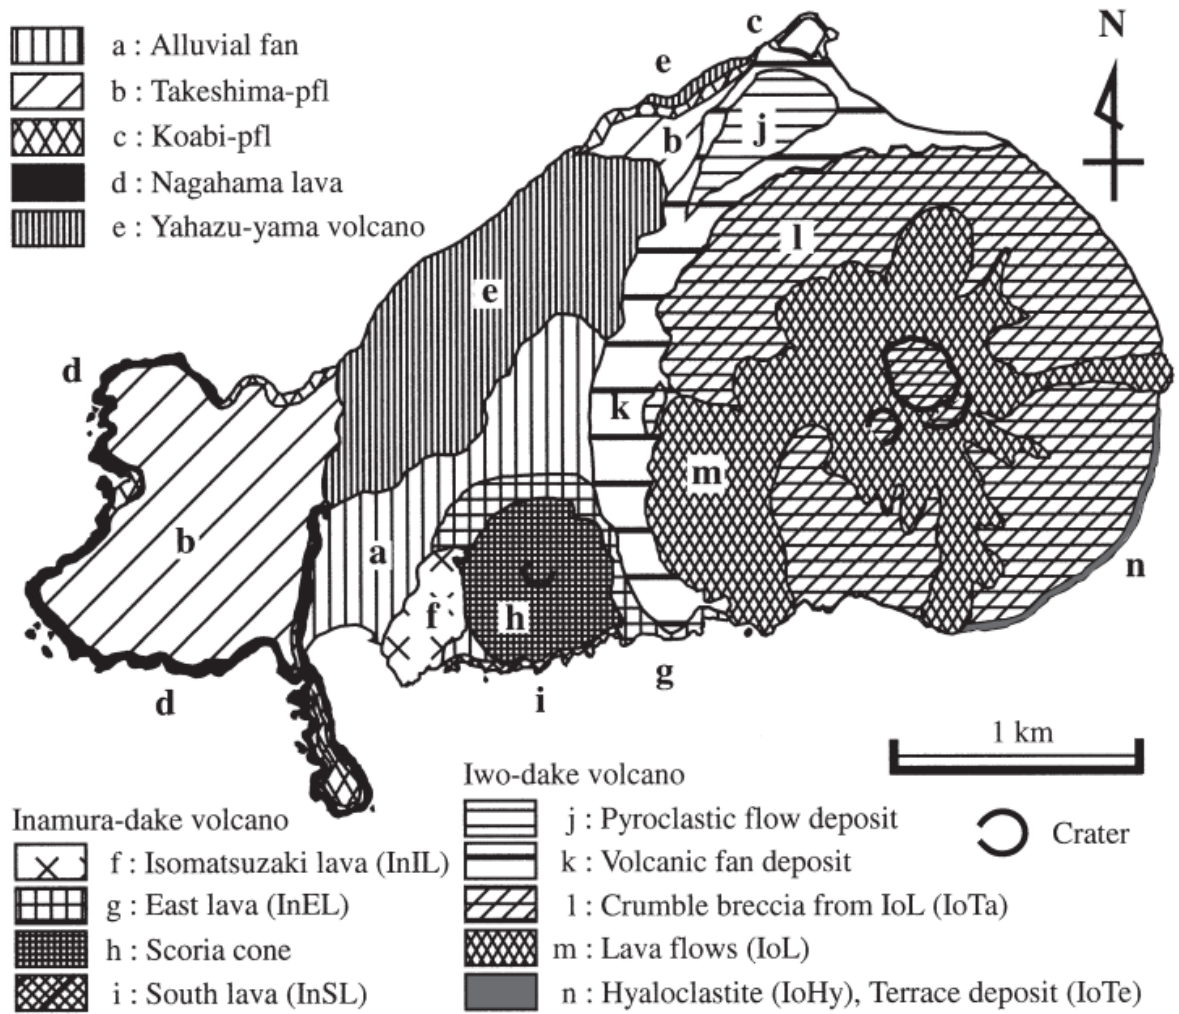 a : Alluvial fan
b : Takeshima-pfl
c : Koabi-pfl
d : Nagahama lava
e : Yahazu-yama volcano
c
N
e
b
j
l
e
d
k
m
b
a
n
f
h
g
d
i
1 km
Inamura-dake volcano
f : Isomatsuzaki lava (InIL)
g : East lava (InEL)
h : Scoria cone
i : South lava (InSL)
Iwo-dake volcano
j : Pyroclastic flow deposit
k : Volcanic fan deposit
l : Crumble breccia from IoL (IoTa)
m : Lava flows (IoL)
n : Hyaloclastite (IoHy), Terrace deposit (IoTe)
Crater